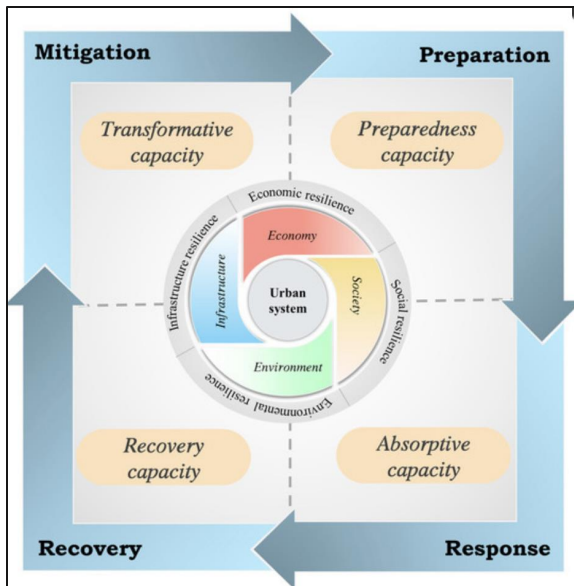 Mitigation
Preparation
Transformative
capacity
Preparedness
capacity
Economic resilience
Infrastructure resilience
Economy
Infrastructure
Urban
system
Society
Social resilience
Environment
Environmental resilience
Recovery
capacity
Absorptive
capacity
Recovery
Response